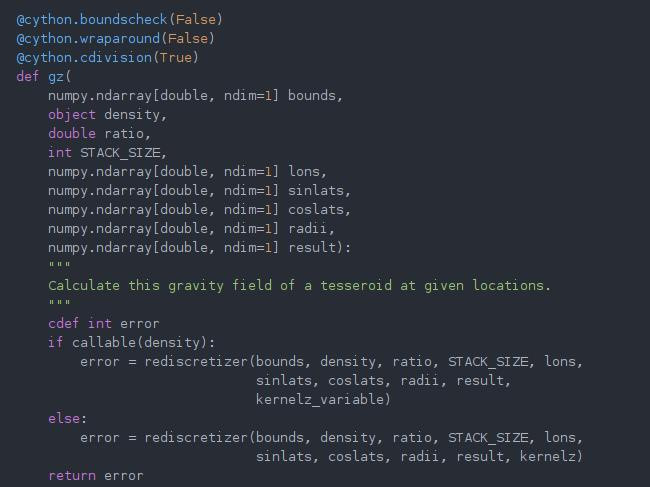 @cython.boundscheck(False)
@cython.wraparound(False)
@cython.cdivision(True)
def gz(
    numpy.ndarray[double, ndim=1] bounds,
    object density,
    double ratio,
    int STACK_SIZE,
    numpy.ndarray[double, ndim=1] lons,
    numpy.ndarray[double, ndim=1] sinlats,
    numpy.ndarray[double, ndim=1] coslats,
    numpy.ndarray[double, ndim=1] radii,
    numpy.ndarray[double, ndim=1] result):
    """
    Calculate this gravity field of a tesseroid at given locations.
    """
    cdef int error
    if callable(density):
        error = rediscretizer(bounds, density, ratio, STACK_SIZE, lons,
                              sinlats, coslats, radii, result,
                              kernelz_variable)
    else:
        error = rediscretizer(bounds, density, ratio, STACK_SIZE, lons,
                              sinlats, coslats, radii, result, kernelz)
    return error